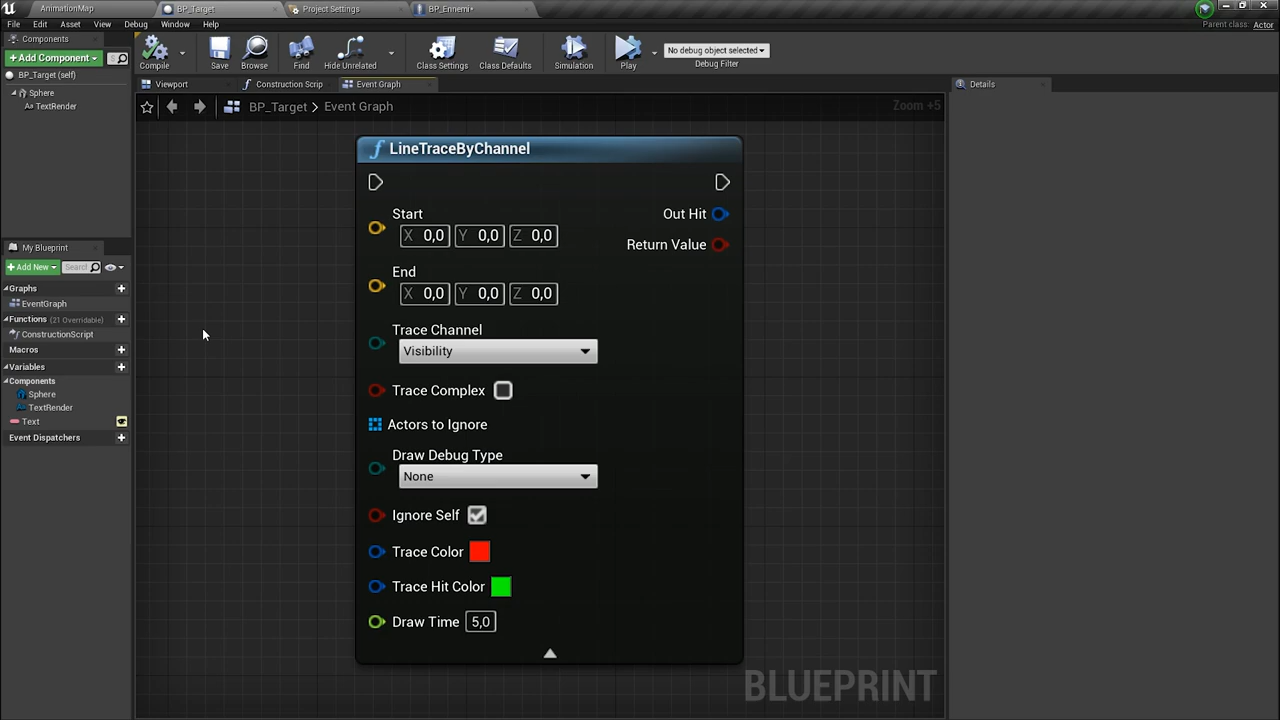 AnimationMap
BP_Target
Project Settings
BP_Ennemi•
File Edit Asset View Debug Window Help
Parent class: Actor
Components
+ Add Component
Search
BP_Target (self)
Sphere
TextRender
Compile
Save
Browse
Find
Hide Unrelated
Class Settings
Class Defaults
Simulation
Play
No debug object selected
Debug Filter
Viewport
Construction Scrip
Event Graph
Details
BP_Target > Event Graph
Zoom +5
My Blueprint
+ Add New
Search
Graphs
EventGraph
Functions (21 Overridable)
ConstructionScript
Macros
Variables
Components
Sphere
TextRender
Text
Event Dispatchers
f LineTraceByChannel
Start
X 0,0 Y 0,0 Z 0,0
Out Hit
Return Value
End
X 0,0 Y 0,0 Z 0,0
Trace Channel
Visibility
Trace Complex
Actors to Ignore
Draw Debug Type
None
Ignore Self
Trace Color
Trace Hit Color
Draw Time 5,0
BLUEPRINT